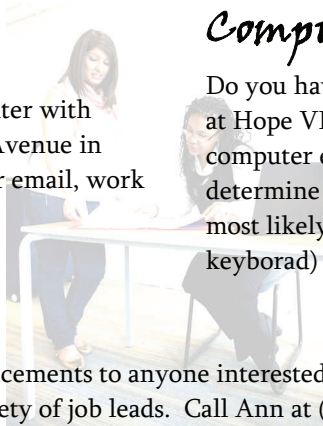 ter with
Avenue in
r email, work
Compu
Do you hav
at Hope VI
computer e
determine
most likely
keyborad)
cements to anyone interested
ety of job leads. Call Ann at (